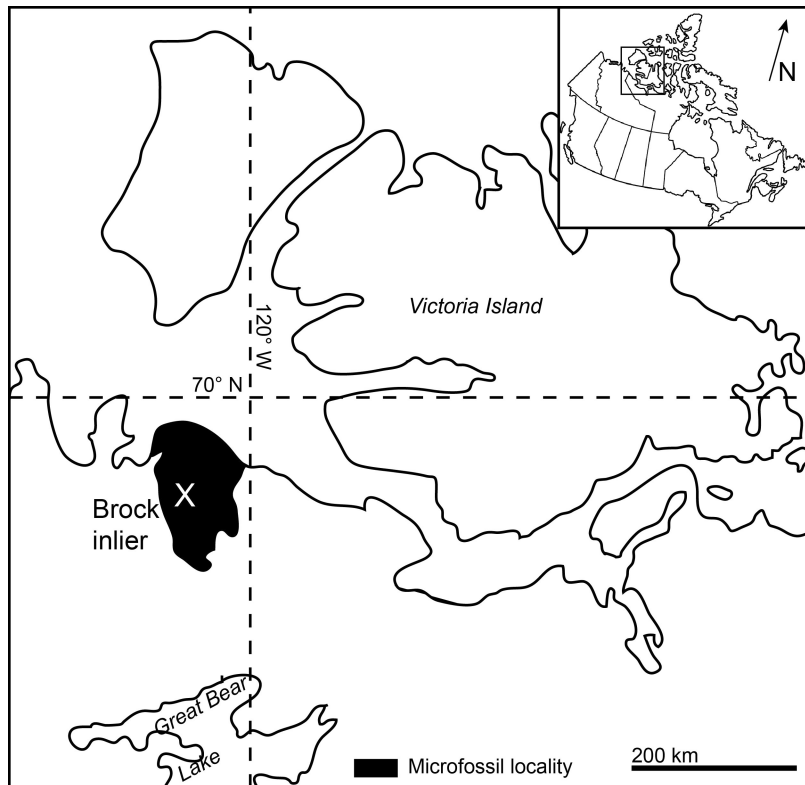 N
Victoria Island
120° W
70° N
X
Brock
inlier
Great Bear
Lake
Microfossil locality
200 km